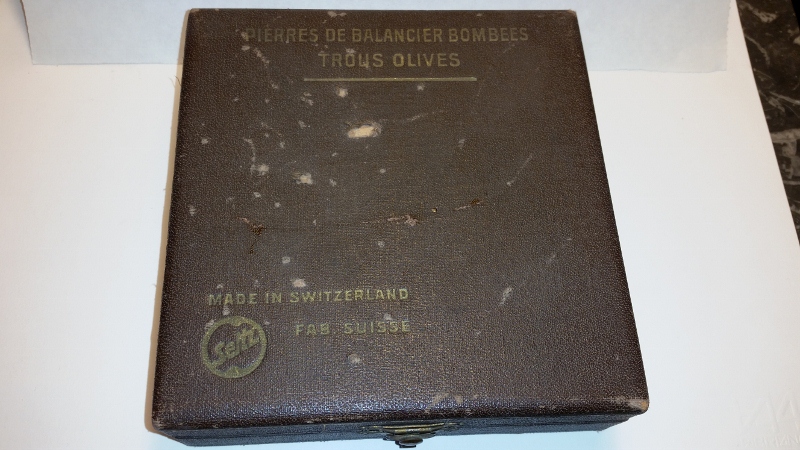 PIERRES DE BALANCIER BOMBEES
TROUS OLIVES
MADE IN SWITZERLAND
FAB. SUISSE
Seitz